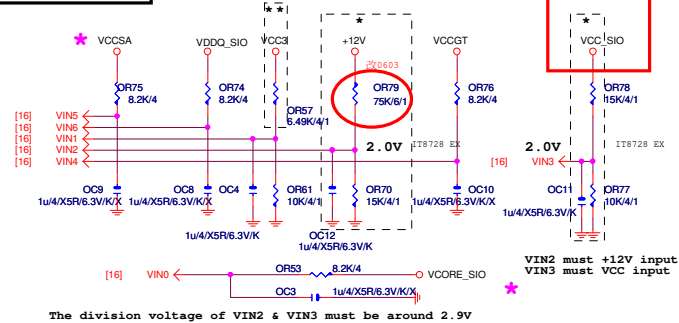 * *
*
*
* VCCSA
VDDQ_SIO
VCC3
+12V
VCCGT
VCC_SIO
改0603
OR75
8.2K/4
OR74
8.2K/4
OR57
6.49K/4/1
OR79
75K/6/1
OR76
8.2K/4
OR78
15K/4/1
[16] VIN5
[16] VIN6
[16] VIN1
[16] VIN2
[16] VIN4
2.0V IT8728 EX
2.0V IT8728 EX
[16] VIN3
OC9
1u/4/X5R/6.3V/K/X
OC8
1u/4/X5R/6.3V/K/X
OC4
1u/4/X5R/6.3V/K
OR61
10K/4/1
OC12
1u/4/X5R/6.3V/K
OR70
15K/4/1
OC10
1u/4/X5R/6.3V/K/X
OC11
1u/4/X5R/6.3V/K
OR77
10K/4/1
VIN2 must +12V input
VIN3 must VCC input
*
[16] VIN0
OR53 8.2K/4
VCORE_SIO
OC3 1u/4/X5R/6.3V/K/X
The division voltage of VIN2 & VIN3 must be around 2.9V